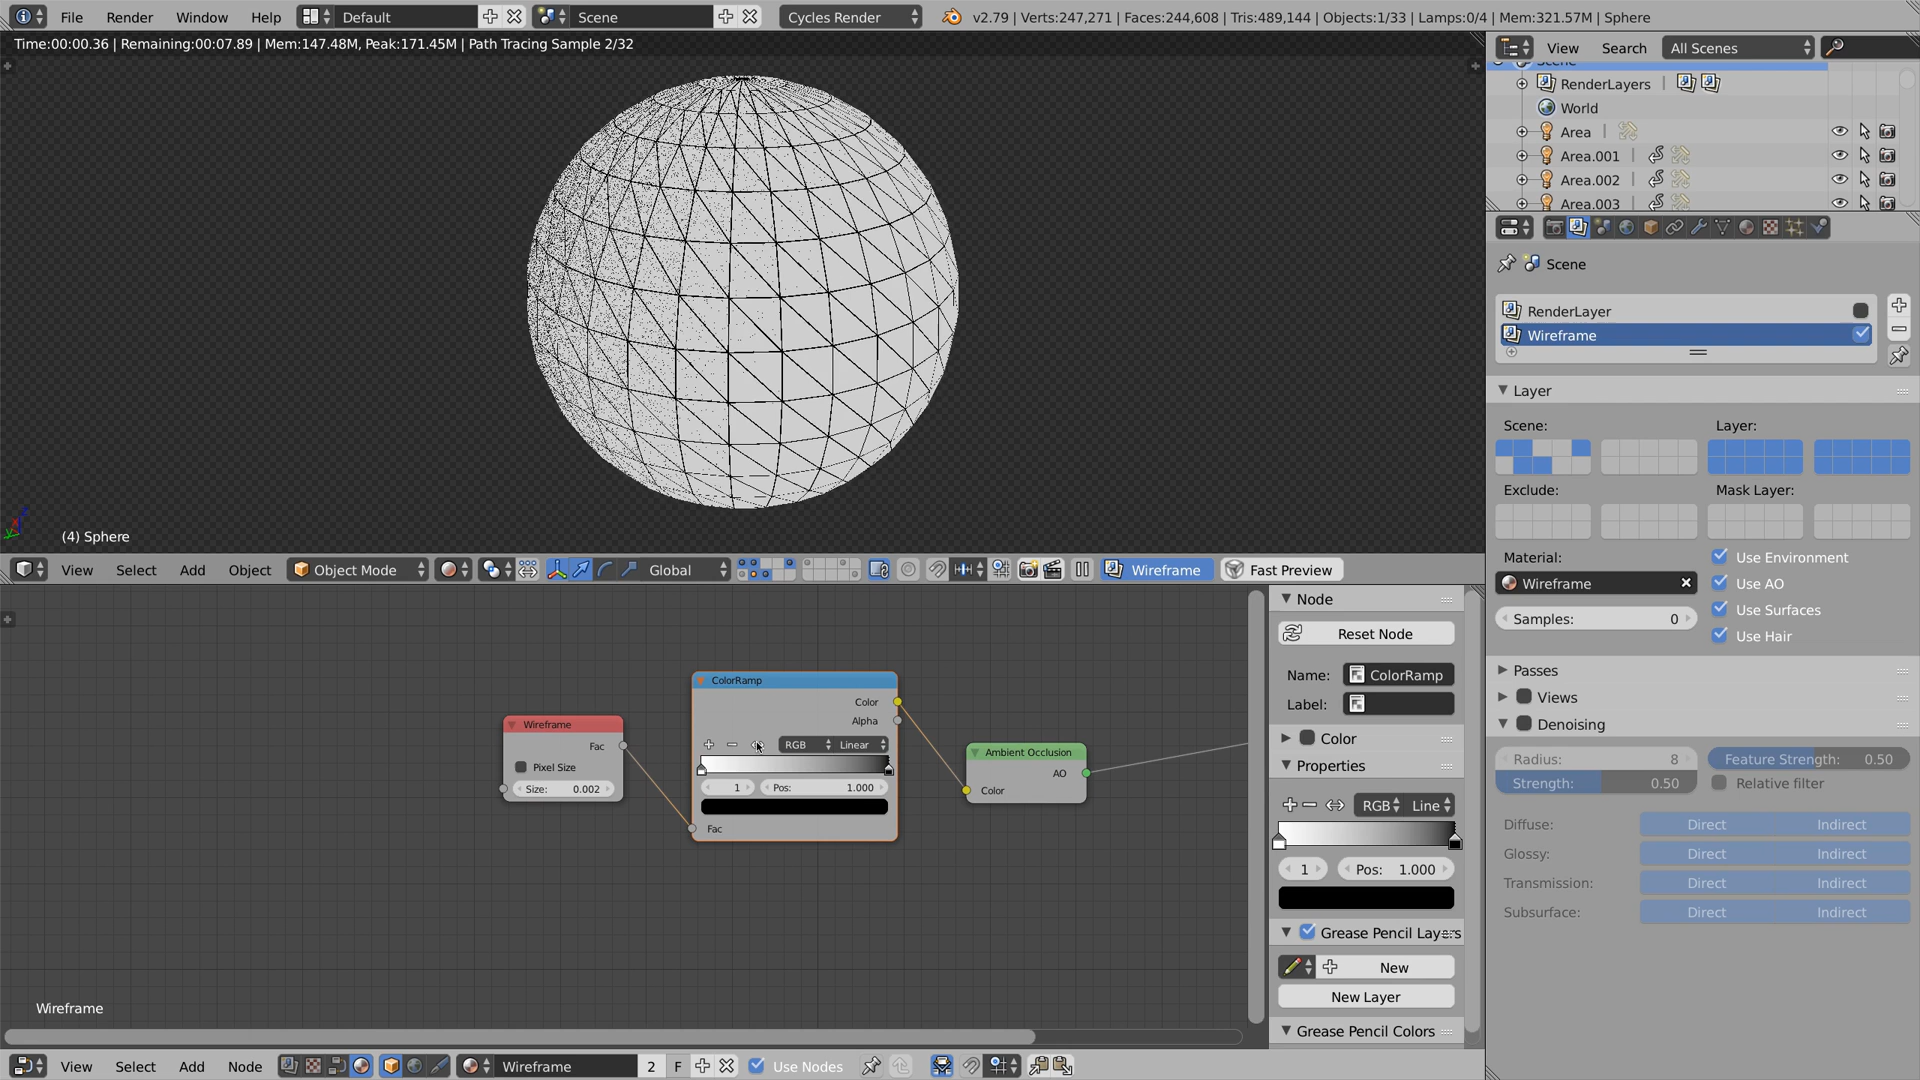 File Render Window Help Default Scene Cycles Render v2.79 | Verts:247,271 | Faces:244,608 | Tris:489,144 | Objects:1/33 | Lamps:0/4 | Mem:321.57M | Sphere
Time:00:00.36 | Remaining:00:07.89 | Mem:147.48M, Peak:171.45M | Path Tracing Sample 2/32
(4) Sphere
View Select Add Object Object Mode Global Wireframe Fast Preview
Wireframe
Fac
Pixel Size
Size: 0.002
ColorRamp
Color
Alpha
RGB Linear
1 Pos: 1.000
Fac
Ambient Occlusion
AO
Color
Wireframe
Node
Reset Node
Name: ColorRamp
Label:
Color
Properties
RGB Line
1 Pos: 1.000
Grease Pencil Layers
New
New Layer
Grease Pencil Colors
View Select Add Node Wireframe 2 F Use Nodes
View Search All Scenes
Scene
RenderLayers |
World
Area |
Area.001 |
Area.002 |
Area.003 |
Scene
RenderLayer
Wireframe
Layer
Scene: Layer:
Exclude: Mask Layer:
Material: Use Environment
Wireframe Use AO
Samples: 0 Use Surfaces
Use Hair
Passes
Views
Denoising
Radius: 8 Feature Strength: 0.50
Strength: 0.50 Relative filter
Diffuse: Direct Indirect
Glossy: Direct Indirect
Transmission: Direct Indirect
Subsurface: Direct Indirect